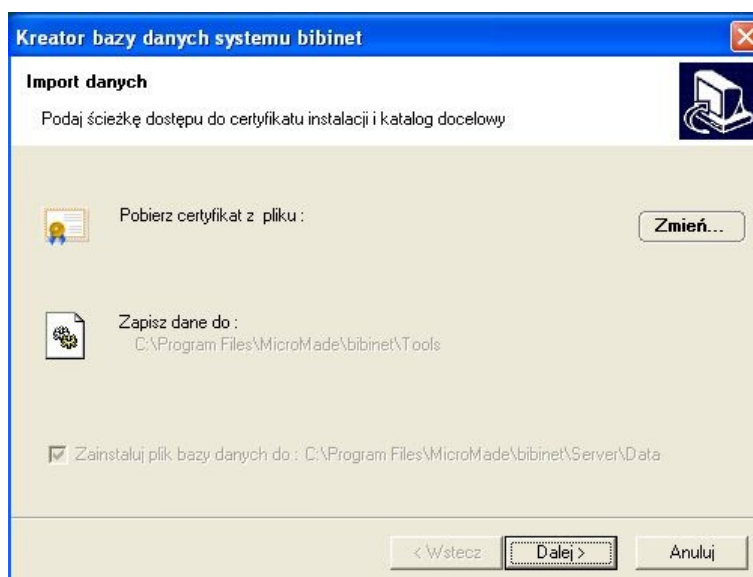 Kreator bazy danych systemu bibinet
Import danych
Podaj ścieżkę dostępu do certyfikatu instalacji i katalog docelowy
Pobierz certyfikat z pliku :
Zmień...
Zapisz dane do :
C:\Program Files\MicroMade\bibinet\Tools
Zainstaluj plik bazy danych do : C:\Program Files\MicroMade\bibinet\Server\Data
< Wstecz
Dalej >
Anuluj